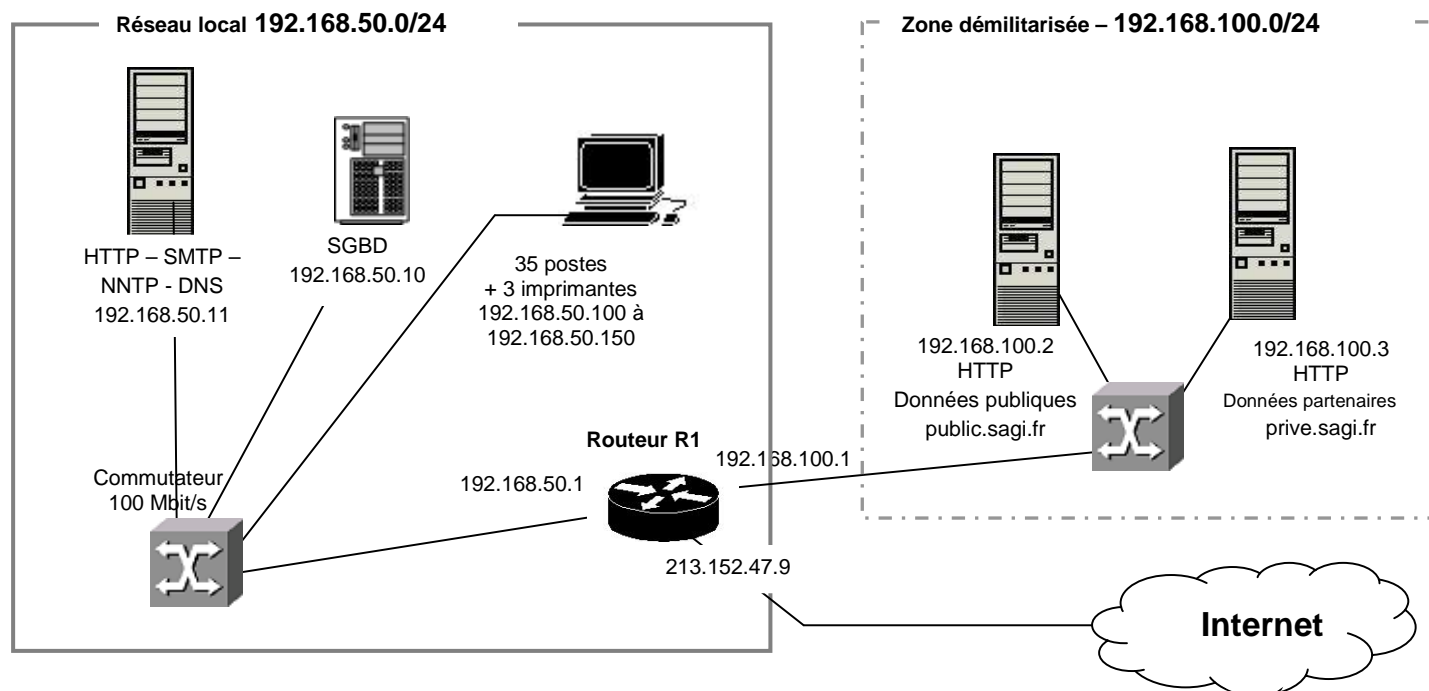 Réseau local 192.168.50.0/24
Zone démilitarisée – 192.168.100.0/24
HTTP – SMTP –
NNTP - DNS
192.168.50.11
SGBD
192.168.50.10
35 postes
+ 3 imprimantes
192.168.50.100 à
192.168.50.150
192.168.100.2
HTTP
Données publiques
public.sagi.fr
192.168.100.3
HTTP
Données partenaires
prive.sagi.fr
Commutateur
100 Mbit/s
Routeur R1
192.168.50.1
192.168.100.1
213.152.47.9
Internet